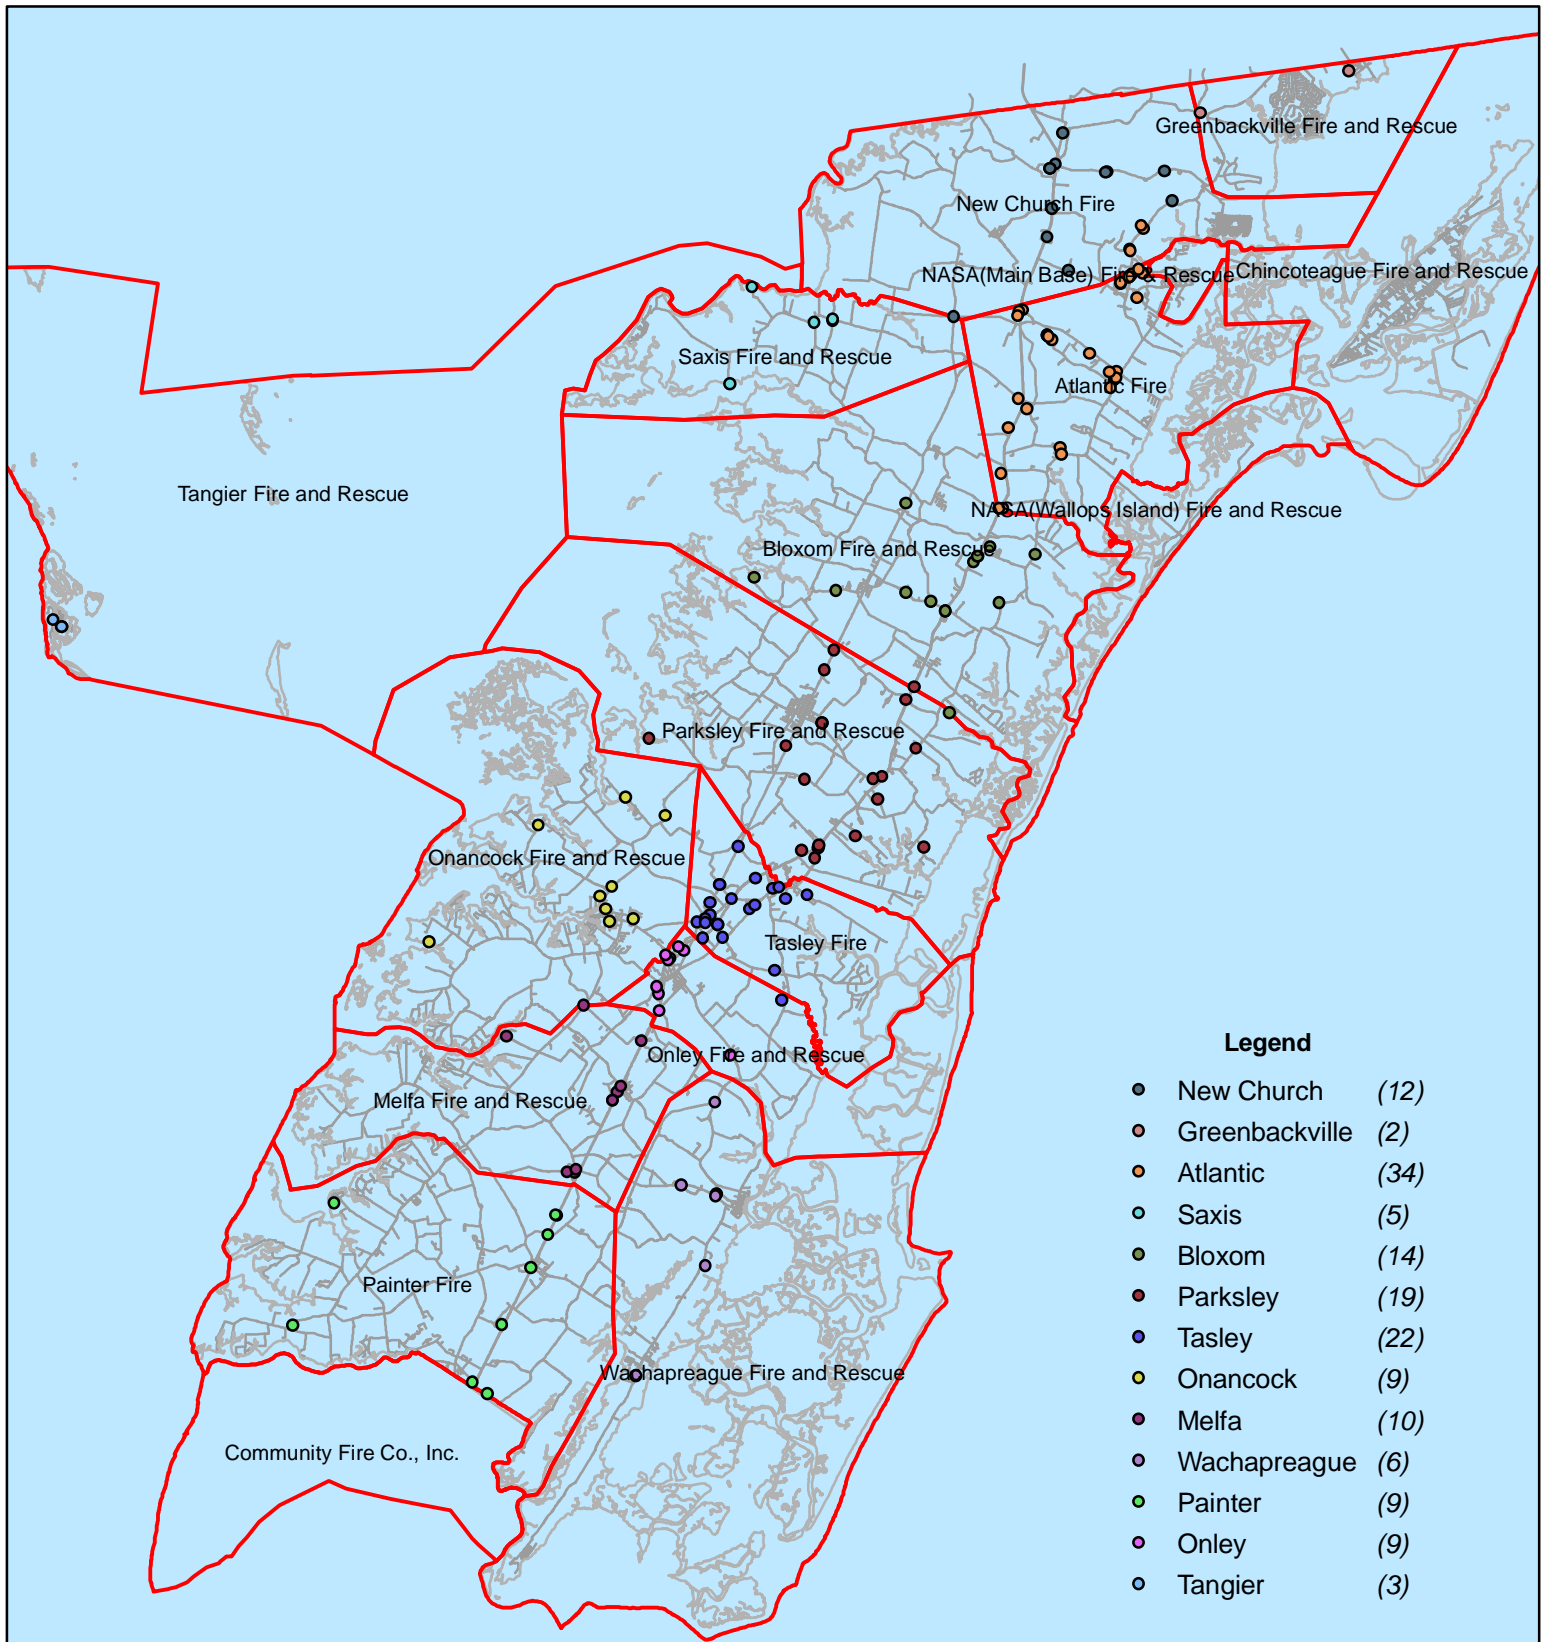 Greenbackville Fire and Rescue
New Church Fire
NASA(Main Base) Fire & Rescue
Chincoteague Fire and Rescue
Saxis Fire and Rescue
Atlantic Fire
Tangier Fire and Rescue
NASA(Wallops Island) Fire and Rescue
Bloxom Fire and Rescue
Parksley Fire and Rescue
Onancock Fire and Rescue
Tasley Fire
Onley Fire and Rescue
Melfa Fire and Rescue
Painter Fire
Wachapreague Fire and Rescue
Community Fire Co., Inc.
Legend
New Church (12)
Greenbackville (2)
Atlantic (34)
Saxis (5)
Bloxom (14)
Parksley (19)
Tasley (22)
Onancock (9)
Melfa (10)
Wachapreague (6)
Painter (9)
Onley (9)
Tangier (3)